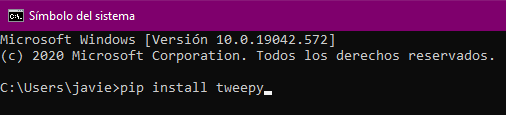 Símbolo del sistema
Microsoft Windows [Versión 10.0.19042.572]
(c) 2020 Microsoft Corporation. Todos los derechos reservados.
C:\Users\javie>pip install tweepy